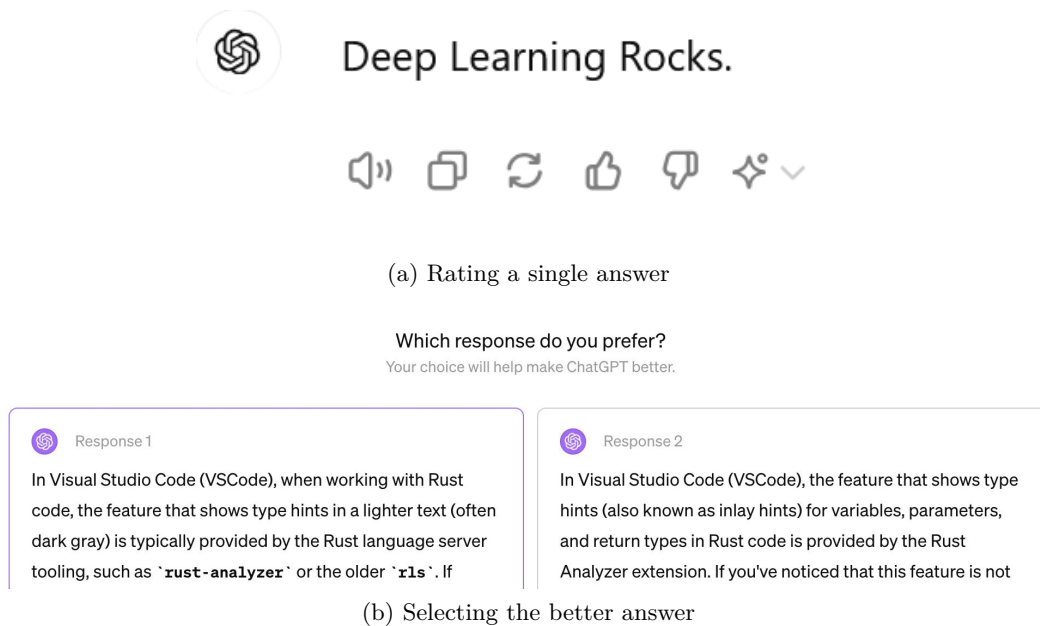 Deep Learning Rocks.
(a) Rating a single answer
Which response do you prefer?
Your choice will help make ChatGPT better.
Response 1
In Visual Studio Code (VSCode), when working with Rust
code, the feature that shows type hints in a lighter text (often
dark gray) is typically provided by the Rust language server
tooling, such as `rust-analyzer` or the older `rls`. If
Response 2
In Visual Studio Code (VSCode), the feature that shows type
hints (also known as inlay hints) for variables, parameters,
and return types in Rust code is provided by the Rust
Analyzer extension. If you've noticed that this feature is not
(b) Selecting the better answer